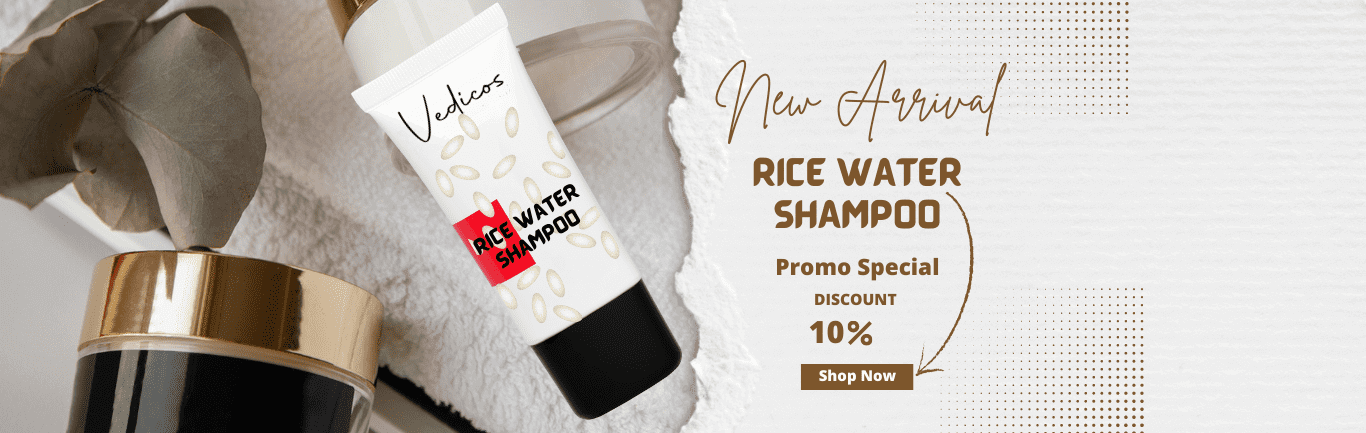 Vedicos
RICE WATER
SHAMPOO
New Arrival
RICE WATER
SHAMPOO
Promo Special
DISCOUNT
10%
Shop Now